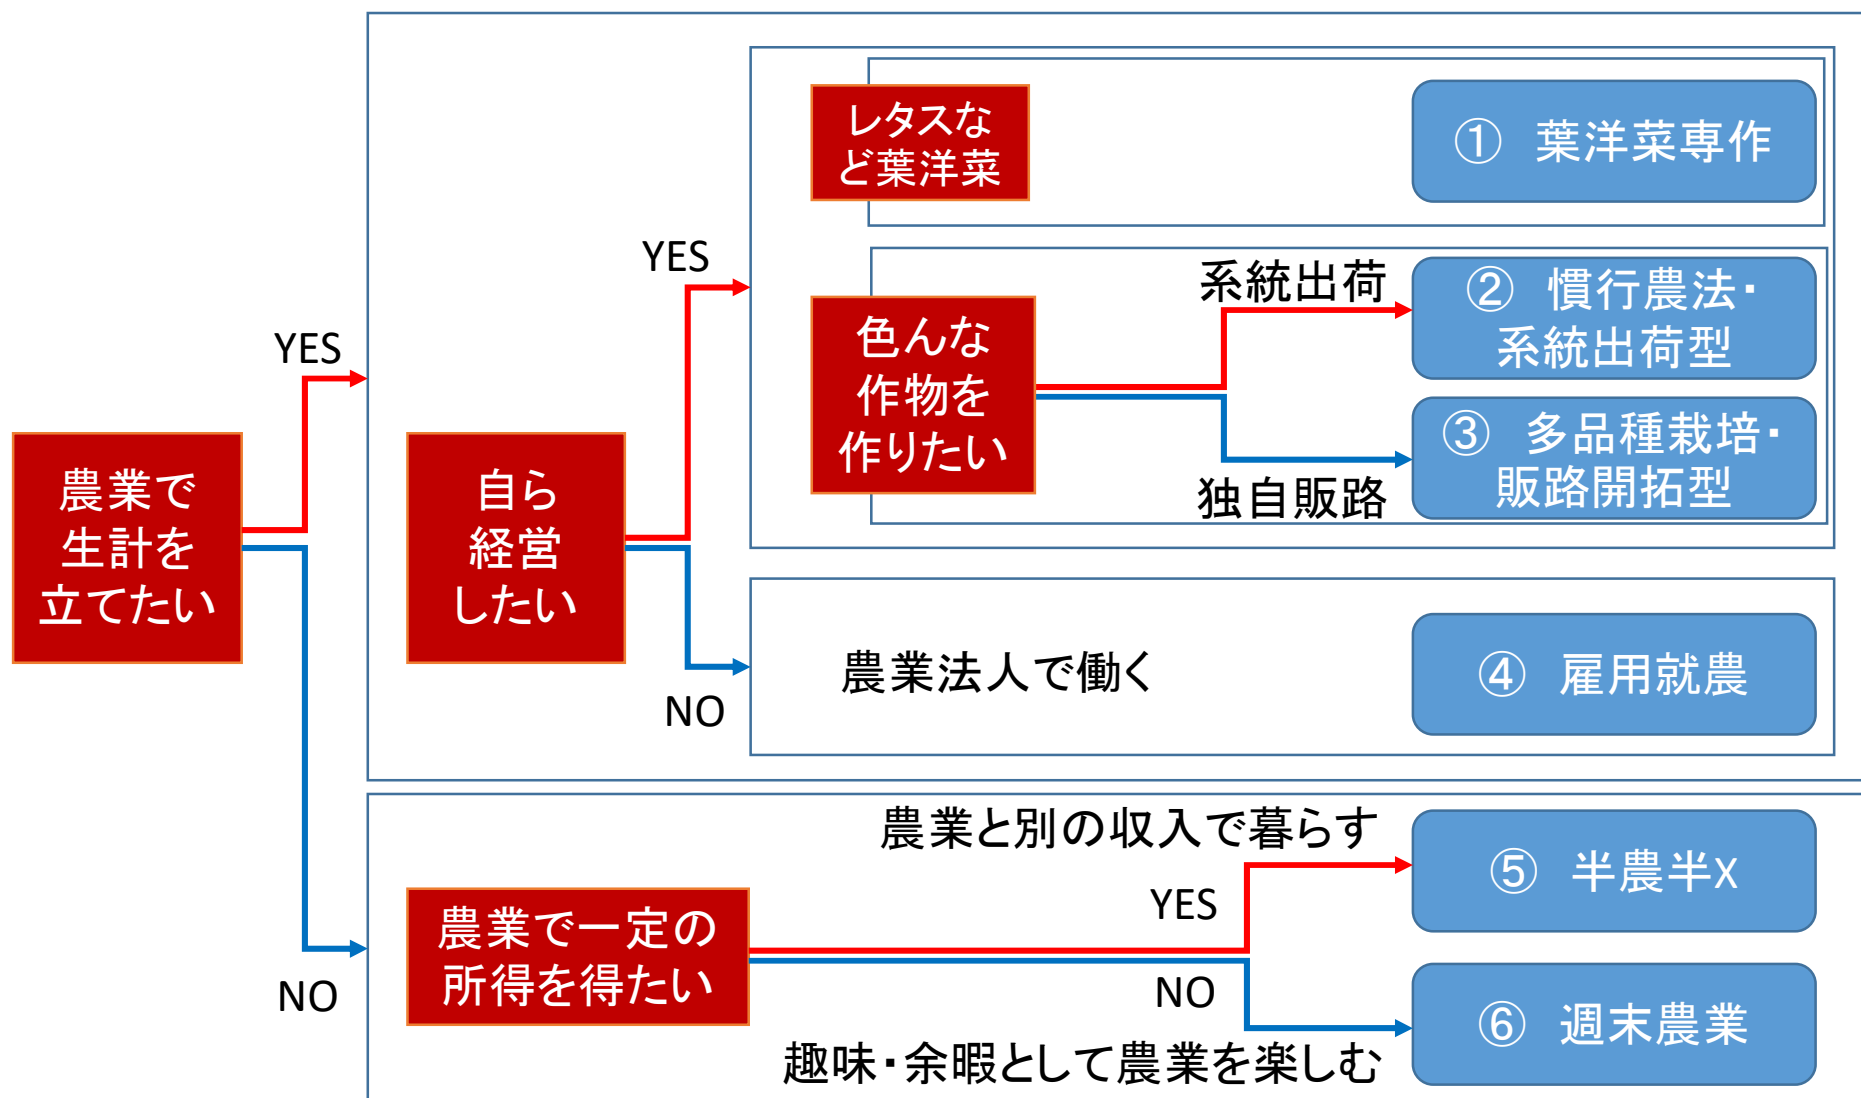 レタスな
ど葉洋菜
① 葉洋菜専作
YES
系統出荷
② 慣行農法・
系統出荷型
色んな
作物を
作りたい
③ 多品種栽培・
販路開拓型
独自販路
YES
農業で
生計を
立てたい
自ら
経営
したい
農業法人で働く
④ 雇用就農
NO
農業と別の収入で暮らす
⑤ 半農半X
YES
農業で一定の
所得を得たい
NO
NO
⑥ 週末農業
趣味・余暇として農業を楽しむ